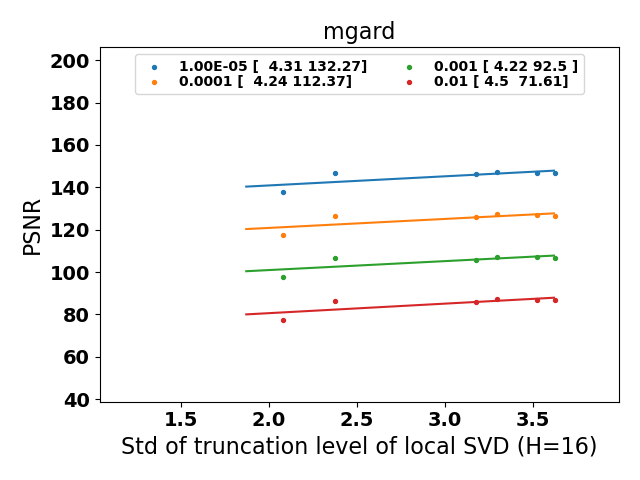 mgard
1.00E-05 [  4.31 132.27]
0.0001 [  4.24 112.37]
0.001 [ 4.22 92.5 ]
0.01 [ 4.5  71.61]
200
180
160
140
120
100
80
60
40
PSNR
1.5 2.0 2.5 3.0 3.5
Std of truncation level of local SVD (H=16)